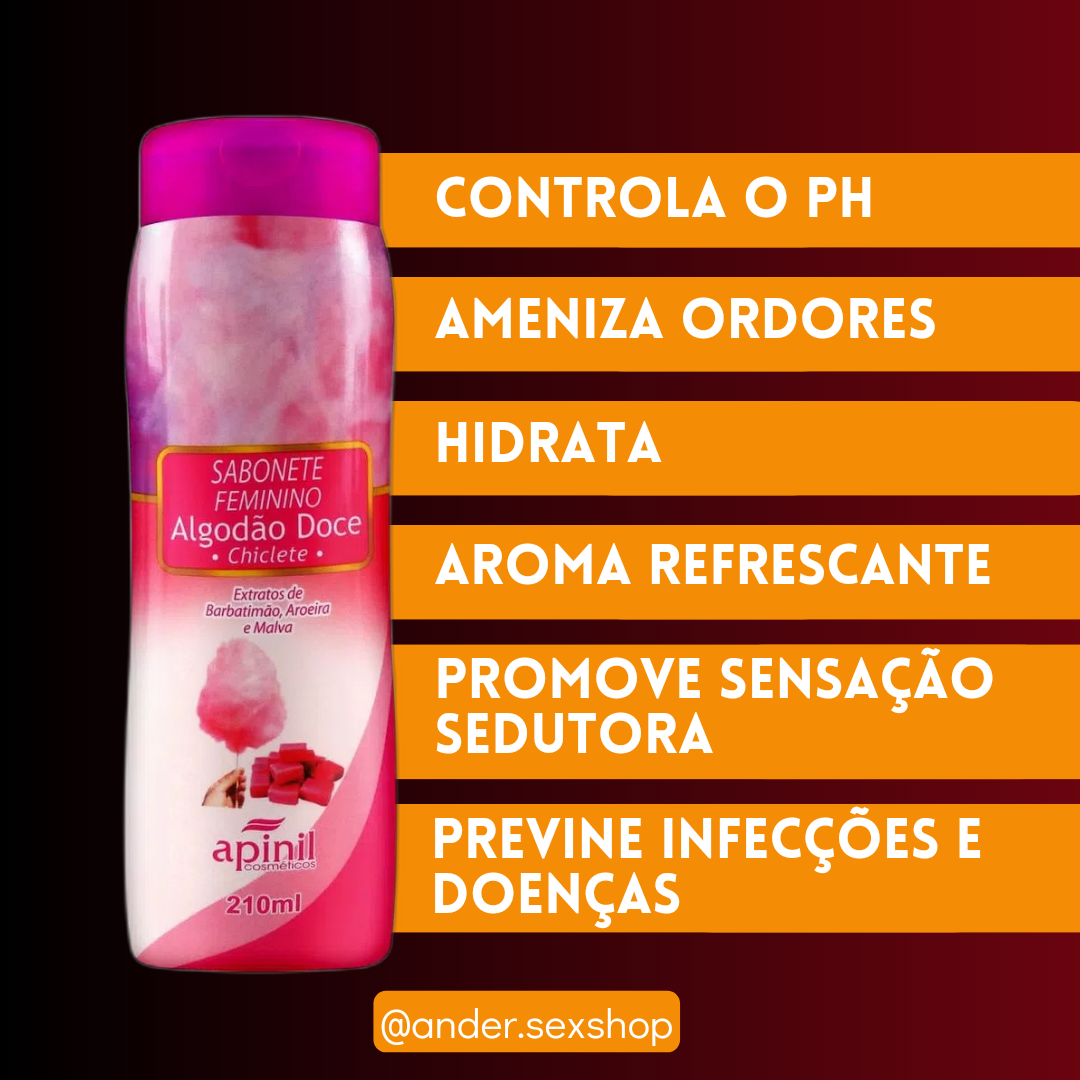 CONTROLA O PH
AMENIZA ORDORES
HIDRATA
AROMA REFRESCANTE
PROMOVE SENSAÇÃO
SEDUTORA
PREVINE INFECÇÇÕES E
DOENÇAS
SABONETE
FEMININO
Algodão Doce
• Chiclete •
Extratos de
Barbatimão, Aroeira
e Malva
apinil
cosméticos
210ml
@ander.sexshop